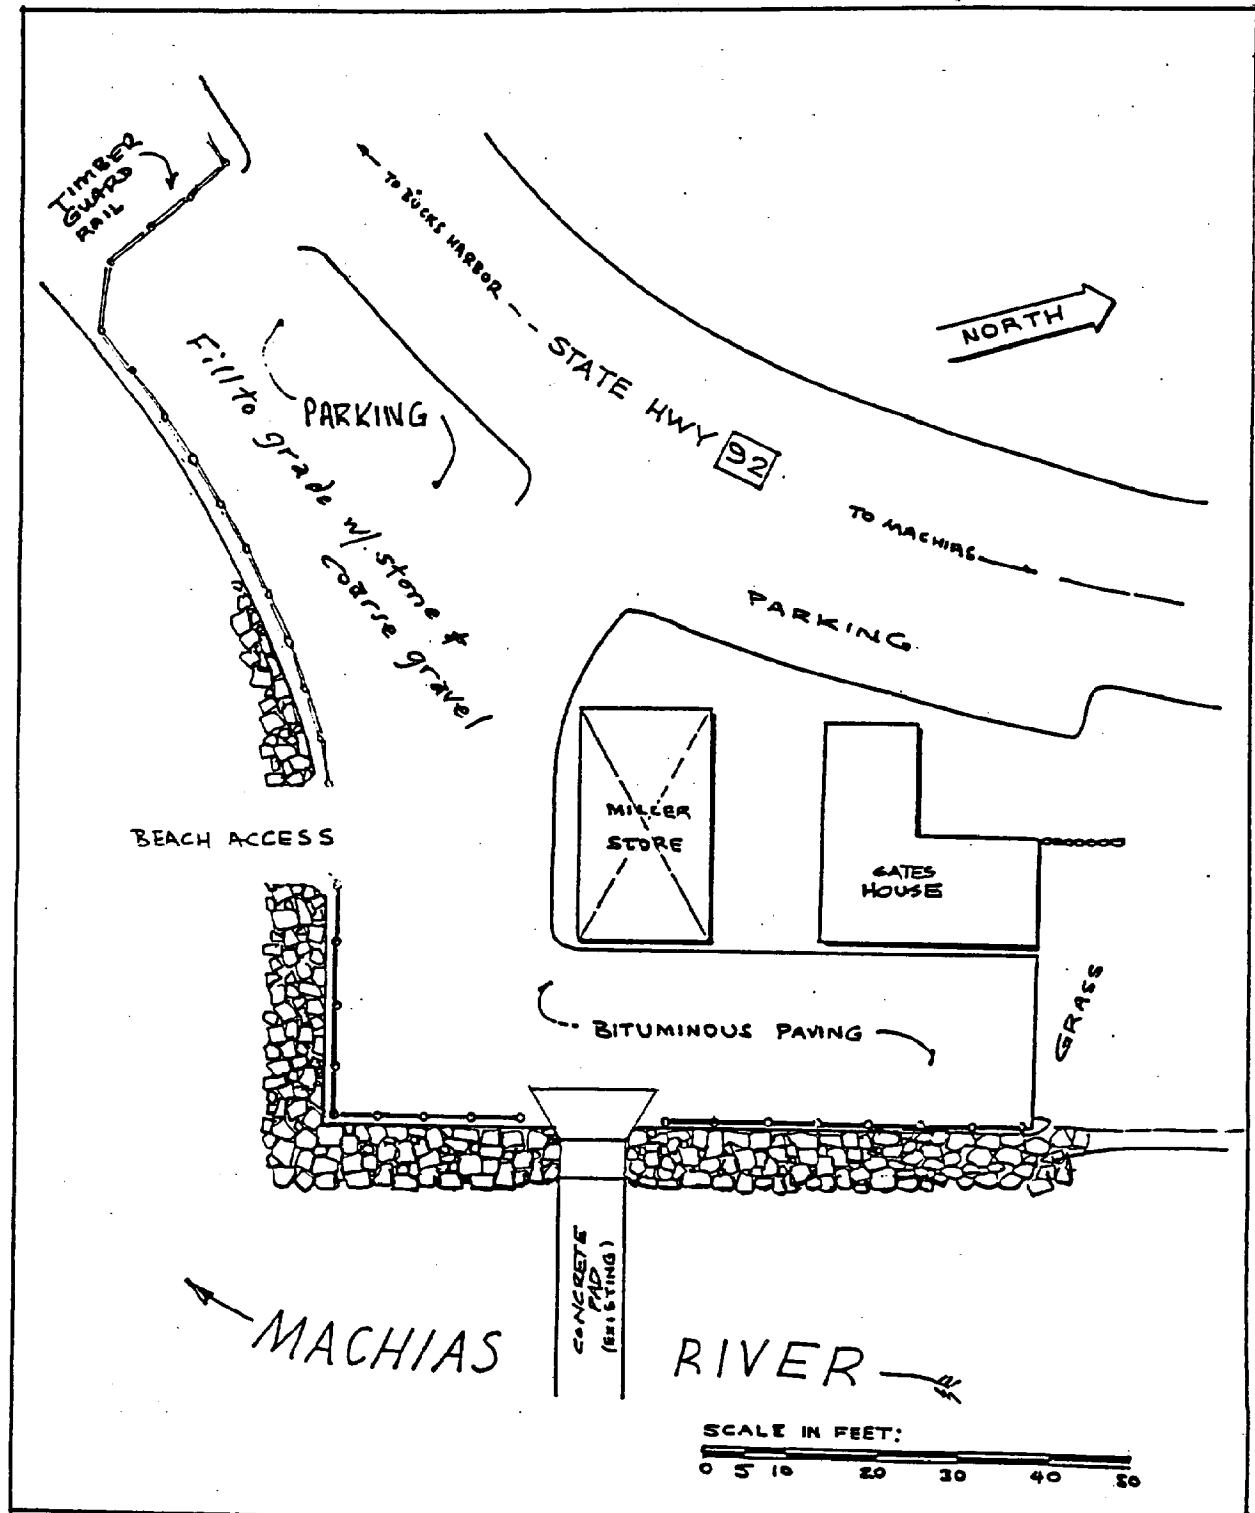 TIMBER
GUARD
RAIL
TO BUCKS HARBOR
STATE HWY 92
NORTH
PARKING
Fill to grade w/ stone &
coarse gravel
TO MACHIAS
PARKING
MILLER
STORE
GATES
HOUSE
BEACH ACCESS
GRASS
BITUMINOUS PAVING
CONCRETE
PAD
(EXISTING)
MACHIAS RIVER
SCALE IN FEET:
0 5 10 20 30 40 50